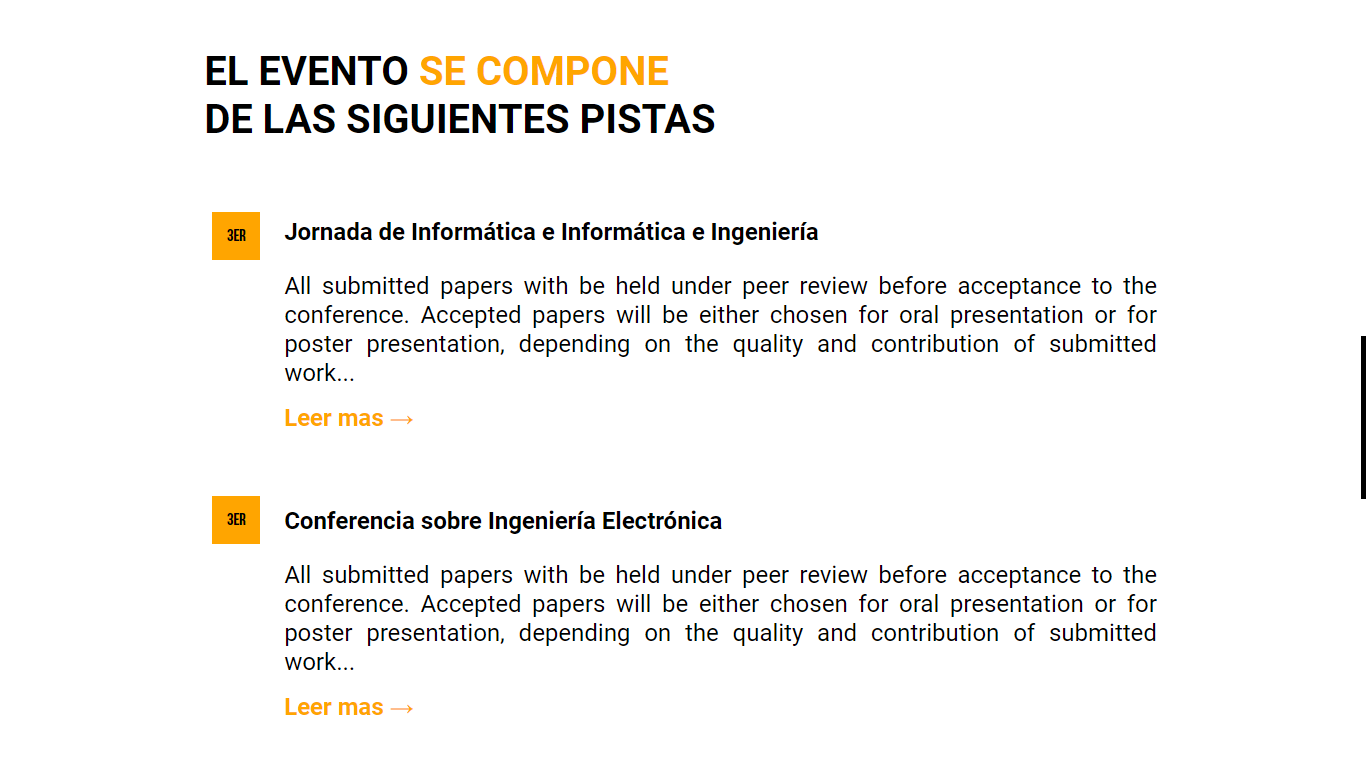 EL EVENTO SE COMPONE
DE LAS SIGUIENTES PISTAS
3ER
Jornada de Informática e Informática e Ingeniería
All submitted papers with be held under peer review before acceptance to the
conference. Accepted papers will be either chosen for oral presentation or for
poster presentation, depending on the quality and contribution of submitted
work...
Leer mas →
3ER
Conferencia sobre Ingeniería Electrónica
All submitted papers with be held under peer review before acceptance to the
conference. Accepted papers will be either chosen for oral presentation or for
poster presentation, depending on the quality and contribution of submitted
work...
Leer mas →